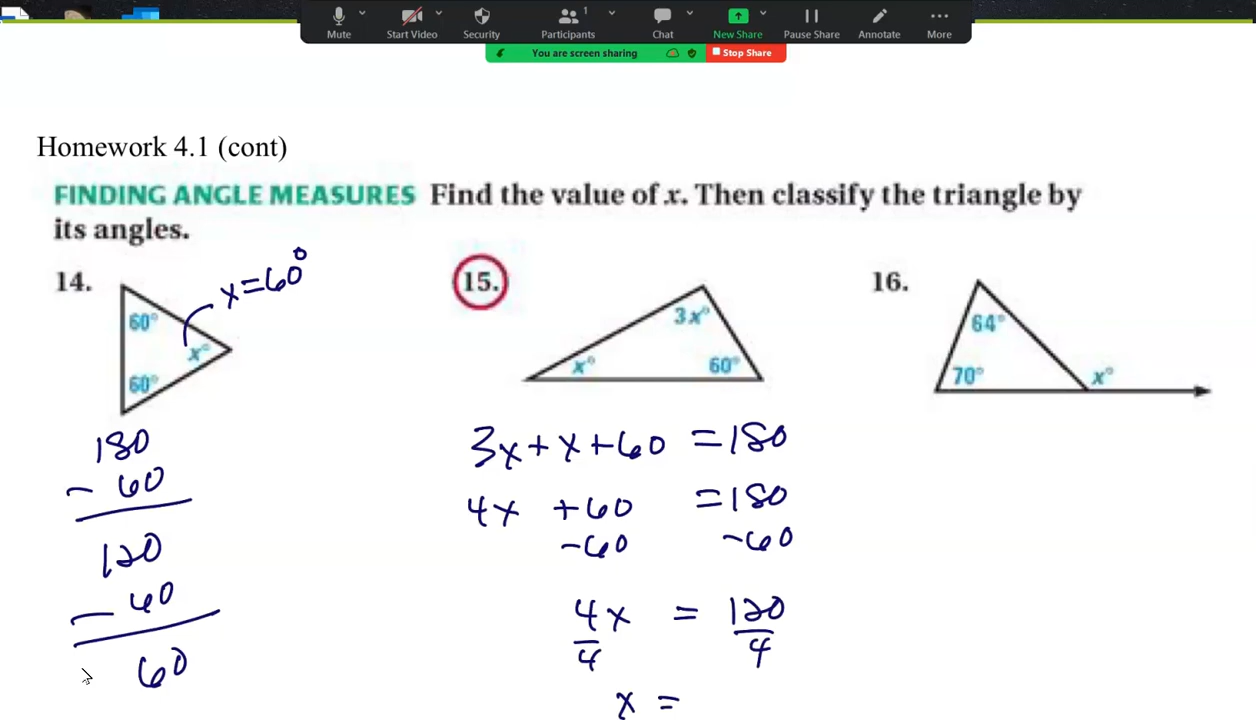 Mute
Start Video
Security
Participants
1
Chat
New Share
Pause Share
Annotate
More
You are screen sharing
Stop Share
Homework 4.1 (cont)
FINDING ANGLE MEASURES Find the value of x. Then classify the triangle by
its angles.
14.
60°
60°
x°
x=60°
180
- 60
120
- 60
60
15.
3x°
x°
60°
3x+x+60 =180
4x +60 =180
-60 -60
4x = 120
4 4
x =
16.
64°
70°
x°